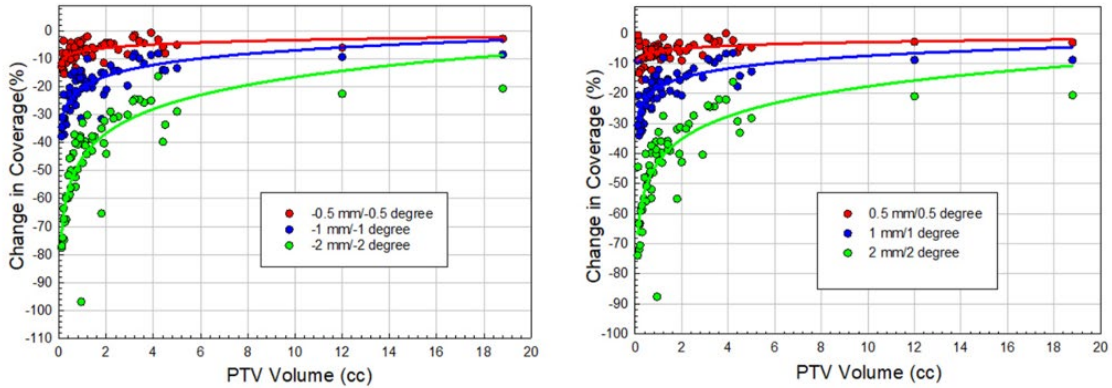 Change in Coverage(%)
0
-10
-20
-30
-40
-50
-60
-70
-80
-90
-100
-110
-0.5 mm/-0.5 degree
-1 mm/-1 degree
-2 mm/-2 degree
0 2 4 6 8 10 12 14 16 18 20
PTV Volume (cc)
Change in Coverage (%)
0
-10
-20
-30
-40
-50
-60
-70
-80
-90
-100
0.5 mm/0.5 degree
1 mm/1 degree
2 mm/2 degree
0 2 4 6 8 10 12 14 16 18 20
PTV Volume (cc)